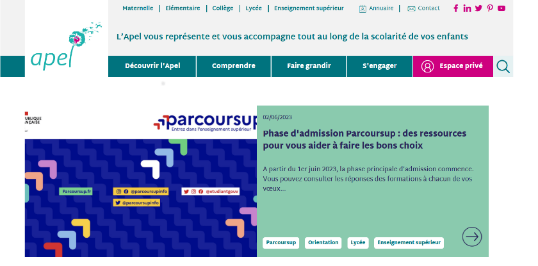 Maternelle | Élémentaire | Collège | Lycée | Enseignement supérieur
Annuaire | Contact
apel
L'Apel vous représente et vous accompagne tout au long de la scolarité de vos enfants
Découvrir l'Apel
Comprendre
Faire grandir
S'engager
Espace privé
parcoursup
Entrez dans l'enseignement supérieur
Parcoursup.fr
@parcoursupinfo
@parcoursupinfo
02/06/2023
Phase d'admission Parcoursup : des ressources
pour vous aider à faire les bons choix
A partir du 1er juin 2023, la phase principale d'admission commence.
Vous pouvez consulter les réponses des formations à chacun de vos
vœux...
Parcoursup
Orientation
Lycée
Enseignement supérieur